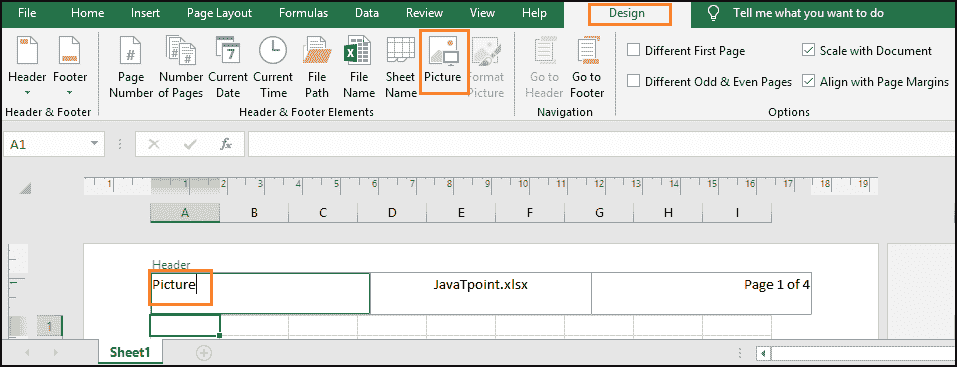 File Home Insert Page Layout Formulas Data Review View Help Design Tell me what you want to do
Header Footer Page Number Number of Pages Current Date Current Time File Path File Name Sheet Name Picture Format Picture Go to Header Go to Footer
Different First Page Scale with Document
Different Odd & Even Pages Align with Page Margins
Header & Footer Header & Footer Elements Navigation Options
A1 fx
1 1 2 3 4 5 6 7 8 9 10 11 12 13 14 15 16 17 18 19
A B C D E F G H I
Header
Picture JavaTpoint.xlsx Page 1 of 4
1
Sheet1